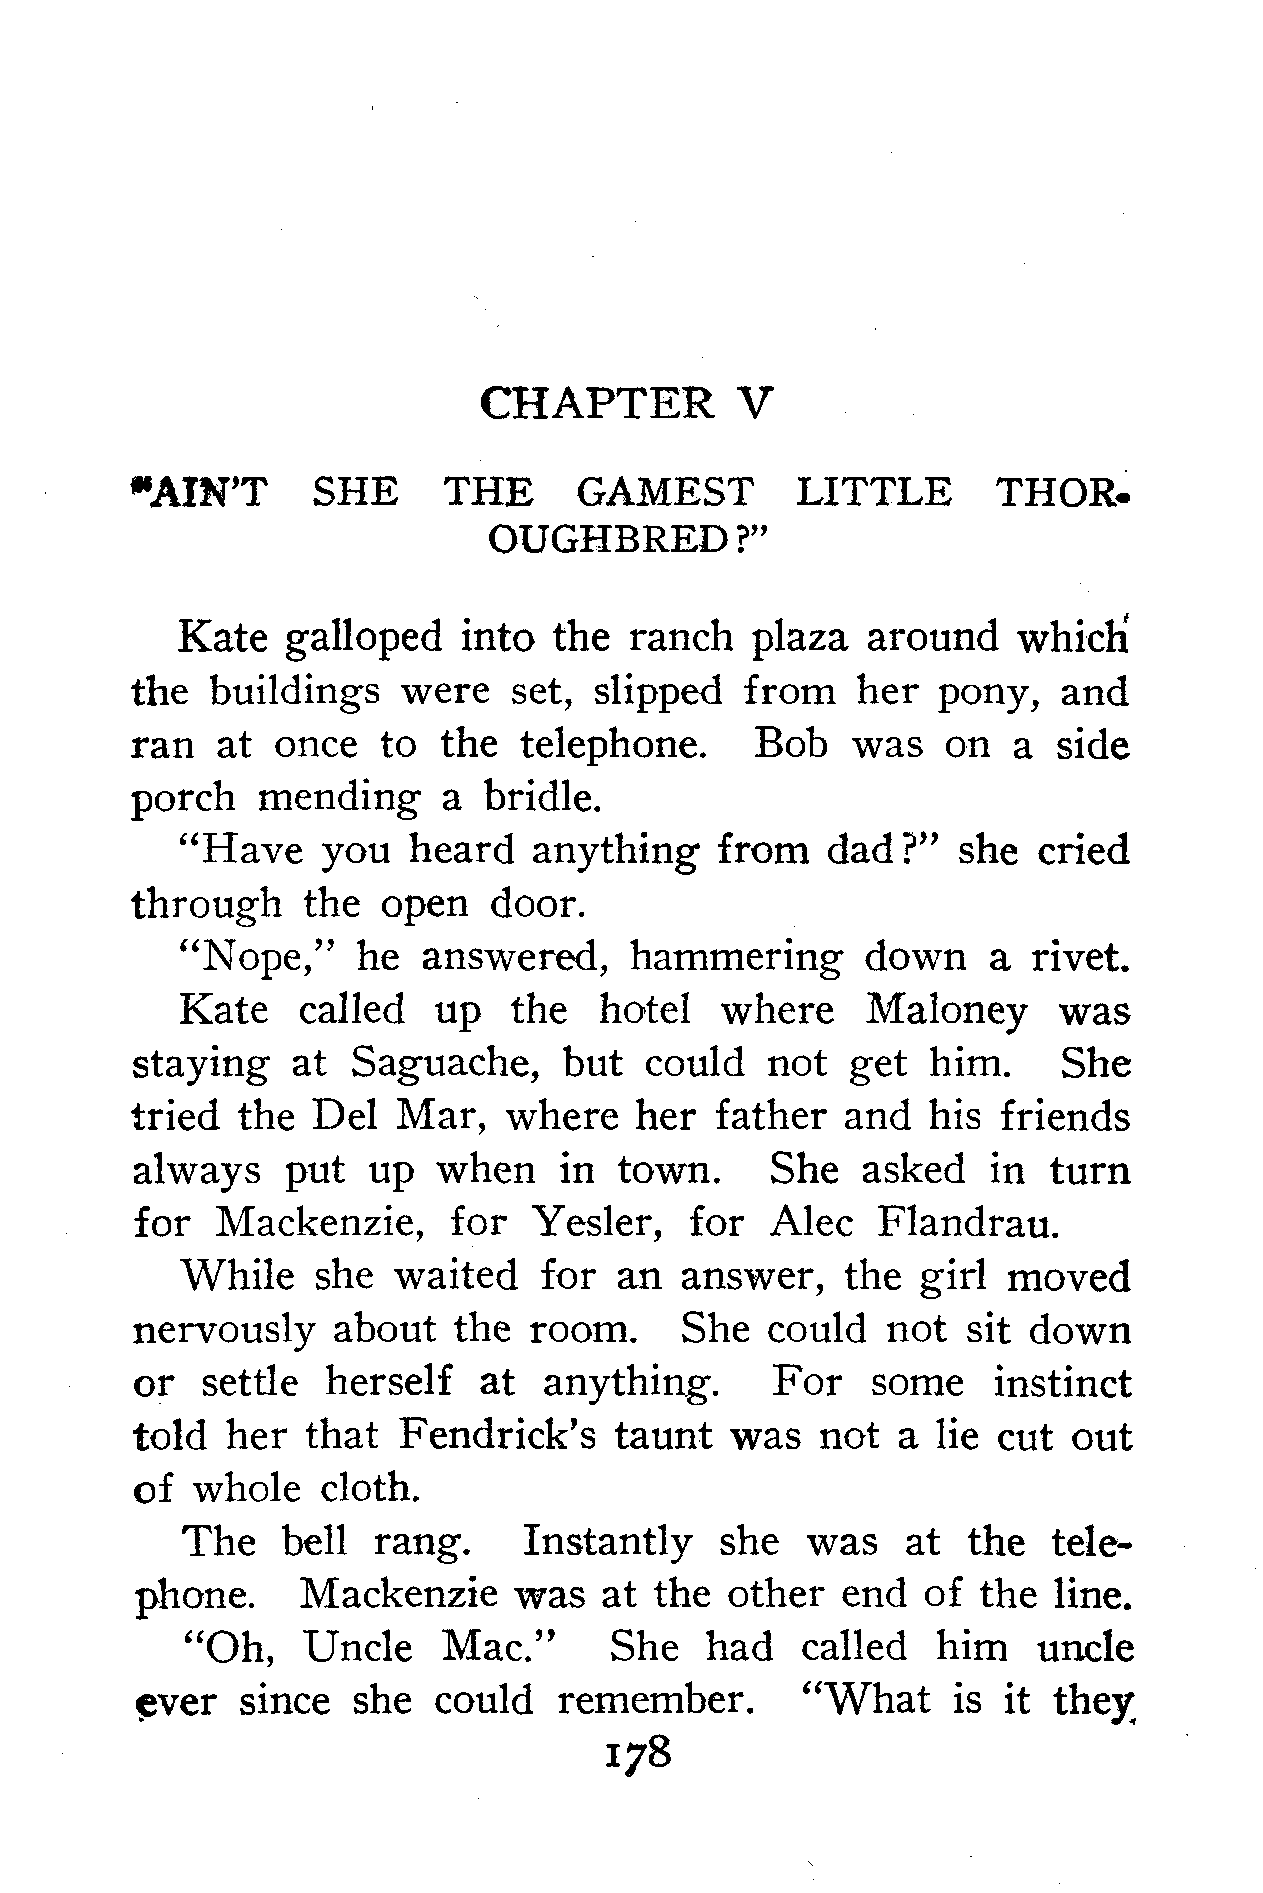 CHAPTER V
"AIN'T SHE THE GAMEST LITTLE THOR-
OUGHBRED?"
Kate galloped into the ranch plaza around which
the buildings were set, slipped from her pony, and
ran at once to the telephone. Bob was on a side
porch mending a bridle.
"Have you heard anything from dad?" she cried
through the open door.
"Nope," he answered, hammering down a rivet.
Kate called up the hotel where Maloney was
staying at Saguache, but could not get him. She
tried the Del Mar, where her father and his friends
always put up when in town. She asked in turn
for Mackenzie, for Yesler, for Alec Flandrau.
While she waited for an answer, the girl moved
nervously about the room. She could not sit down
or settle herself at anything. For some instinct
told her that Fendrick's taunt was not a lie cut out
of whole cloth.
The bell rang. Instantly she was at the tele-
phone. Mackenzie was at the other end of the line.
"Oh, Uncle Mac." She had called him uncle
ever since she could remember. "What is it they
178